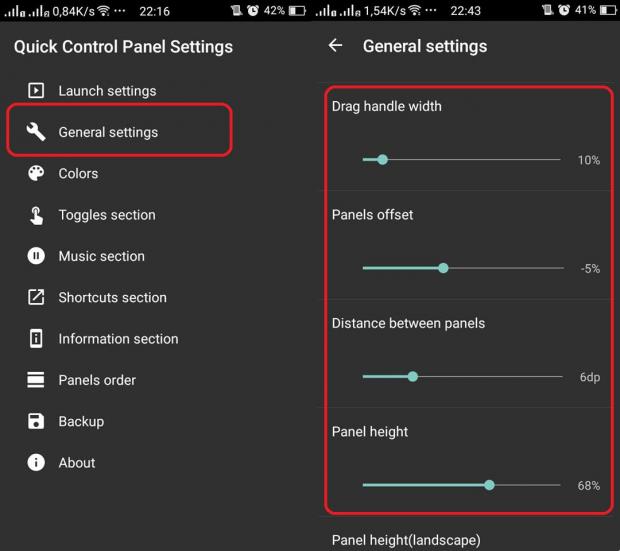 0,84K/s 22:16 42%
Quick Control Panel Settings
Launch settings
General settings
Colors
Toggles section
Music section
Shortcuts section
Information section
Panels order
Backup
About
1,54K/s 22:43 41%
General settings
Drag handle width
10%
Panels offset
-5%
Distance between panels
6dp
Panel height
68%
Panel height(landscape)